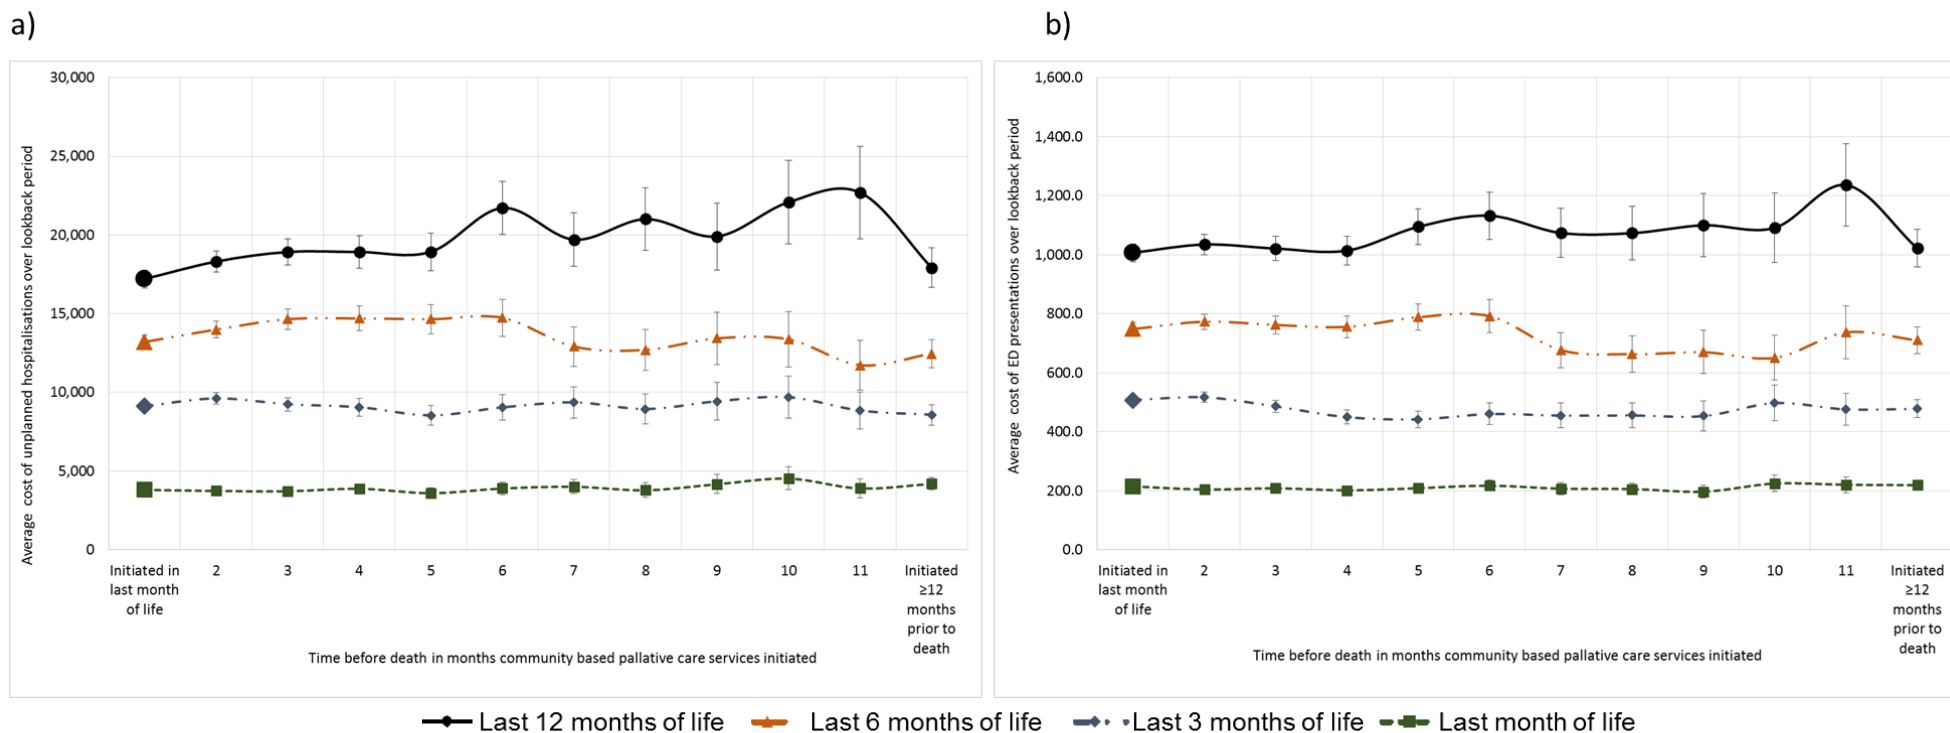 a)
b)
Average cost of unplanned hospitalisations over lookback period
30,000
25,000
20,000
15,000
10,000
5,000
0
Initiated in
last month
of life
2
3
4
5
6
7
8
9
10
11
Initiated
≥12
months
prior to
death
Time before death in months community based pallative care services initiated
Average cost of ED presentations over lookback period
1,600.0
1,400.0
1,200.0
1,000.0
800.0
600.0
400.0
200.0
0.0
Initiated in
last month
of life
2
3
4
5
6
7
8
9
10
11
Initiated
≥12
months
prior to
death
Time before death in months community based pallative care services initiated
Last 12 months of life
Last 6 months of life
Last 3 months of life
Last month of life